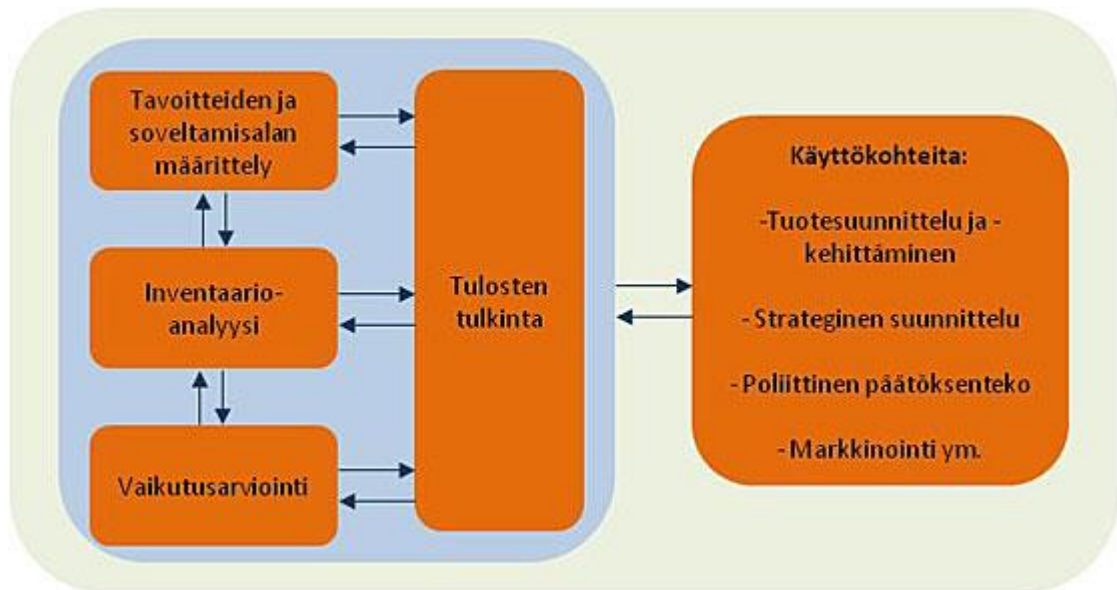 Tavoitteiden ja
soveltamisalan
määrittely
Inventaario-
analyysi
Vaikutusarviointi
Tulosten
tulkinta
Käyttökohteita:
-Tuotesuunnittelu ja -
kehittäminen
- Strateginen suunnittelu
- Poliittinen päätöksenteko
- Markkinointi ym.